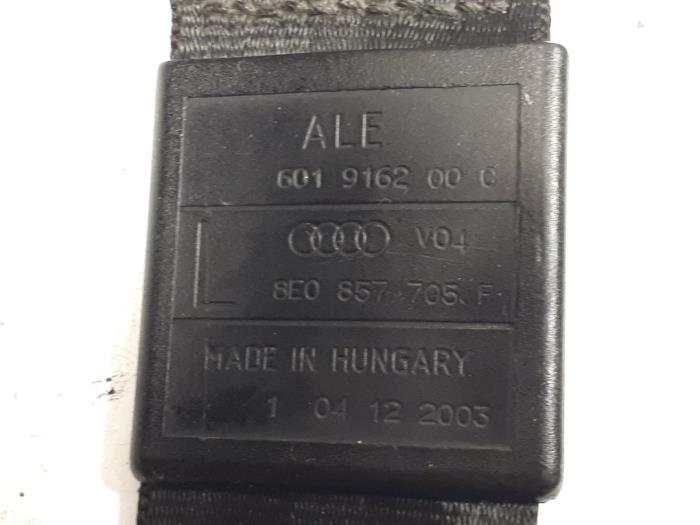 ALE
601 9162 00 C
V04
L 8E0 857 705 F
MADE IN HUNGARY
1 04 12 2003